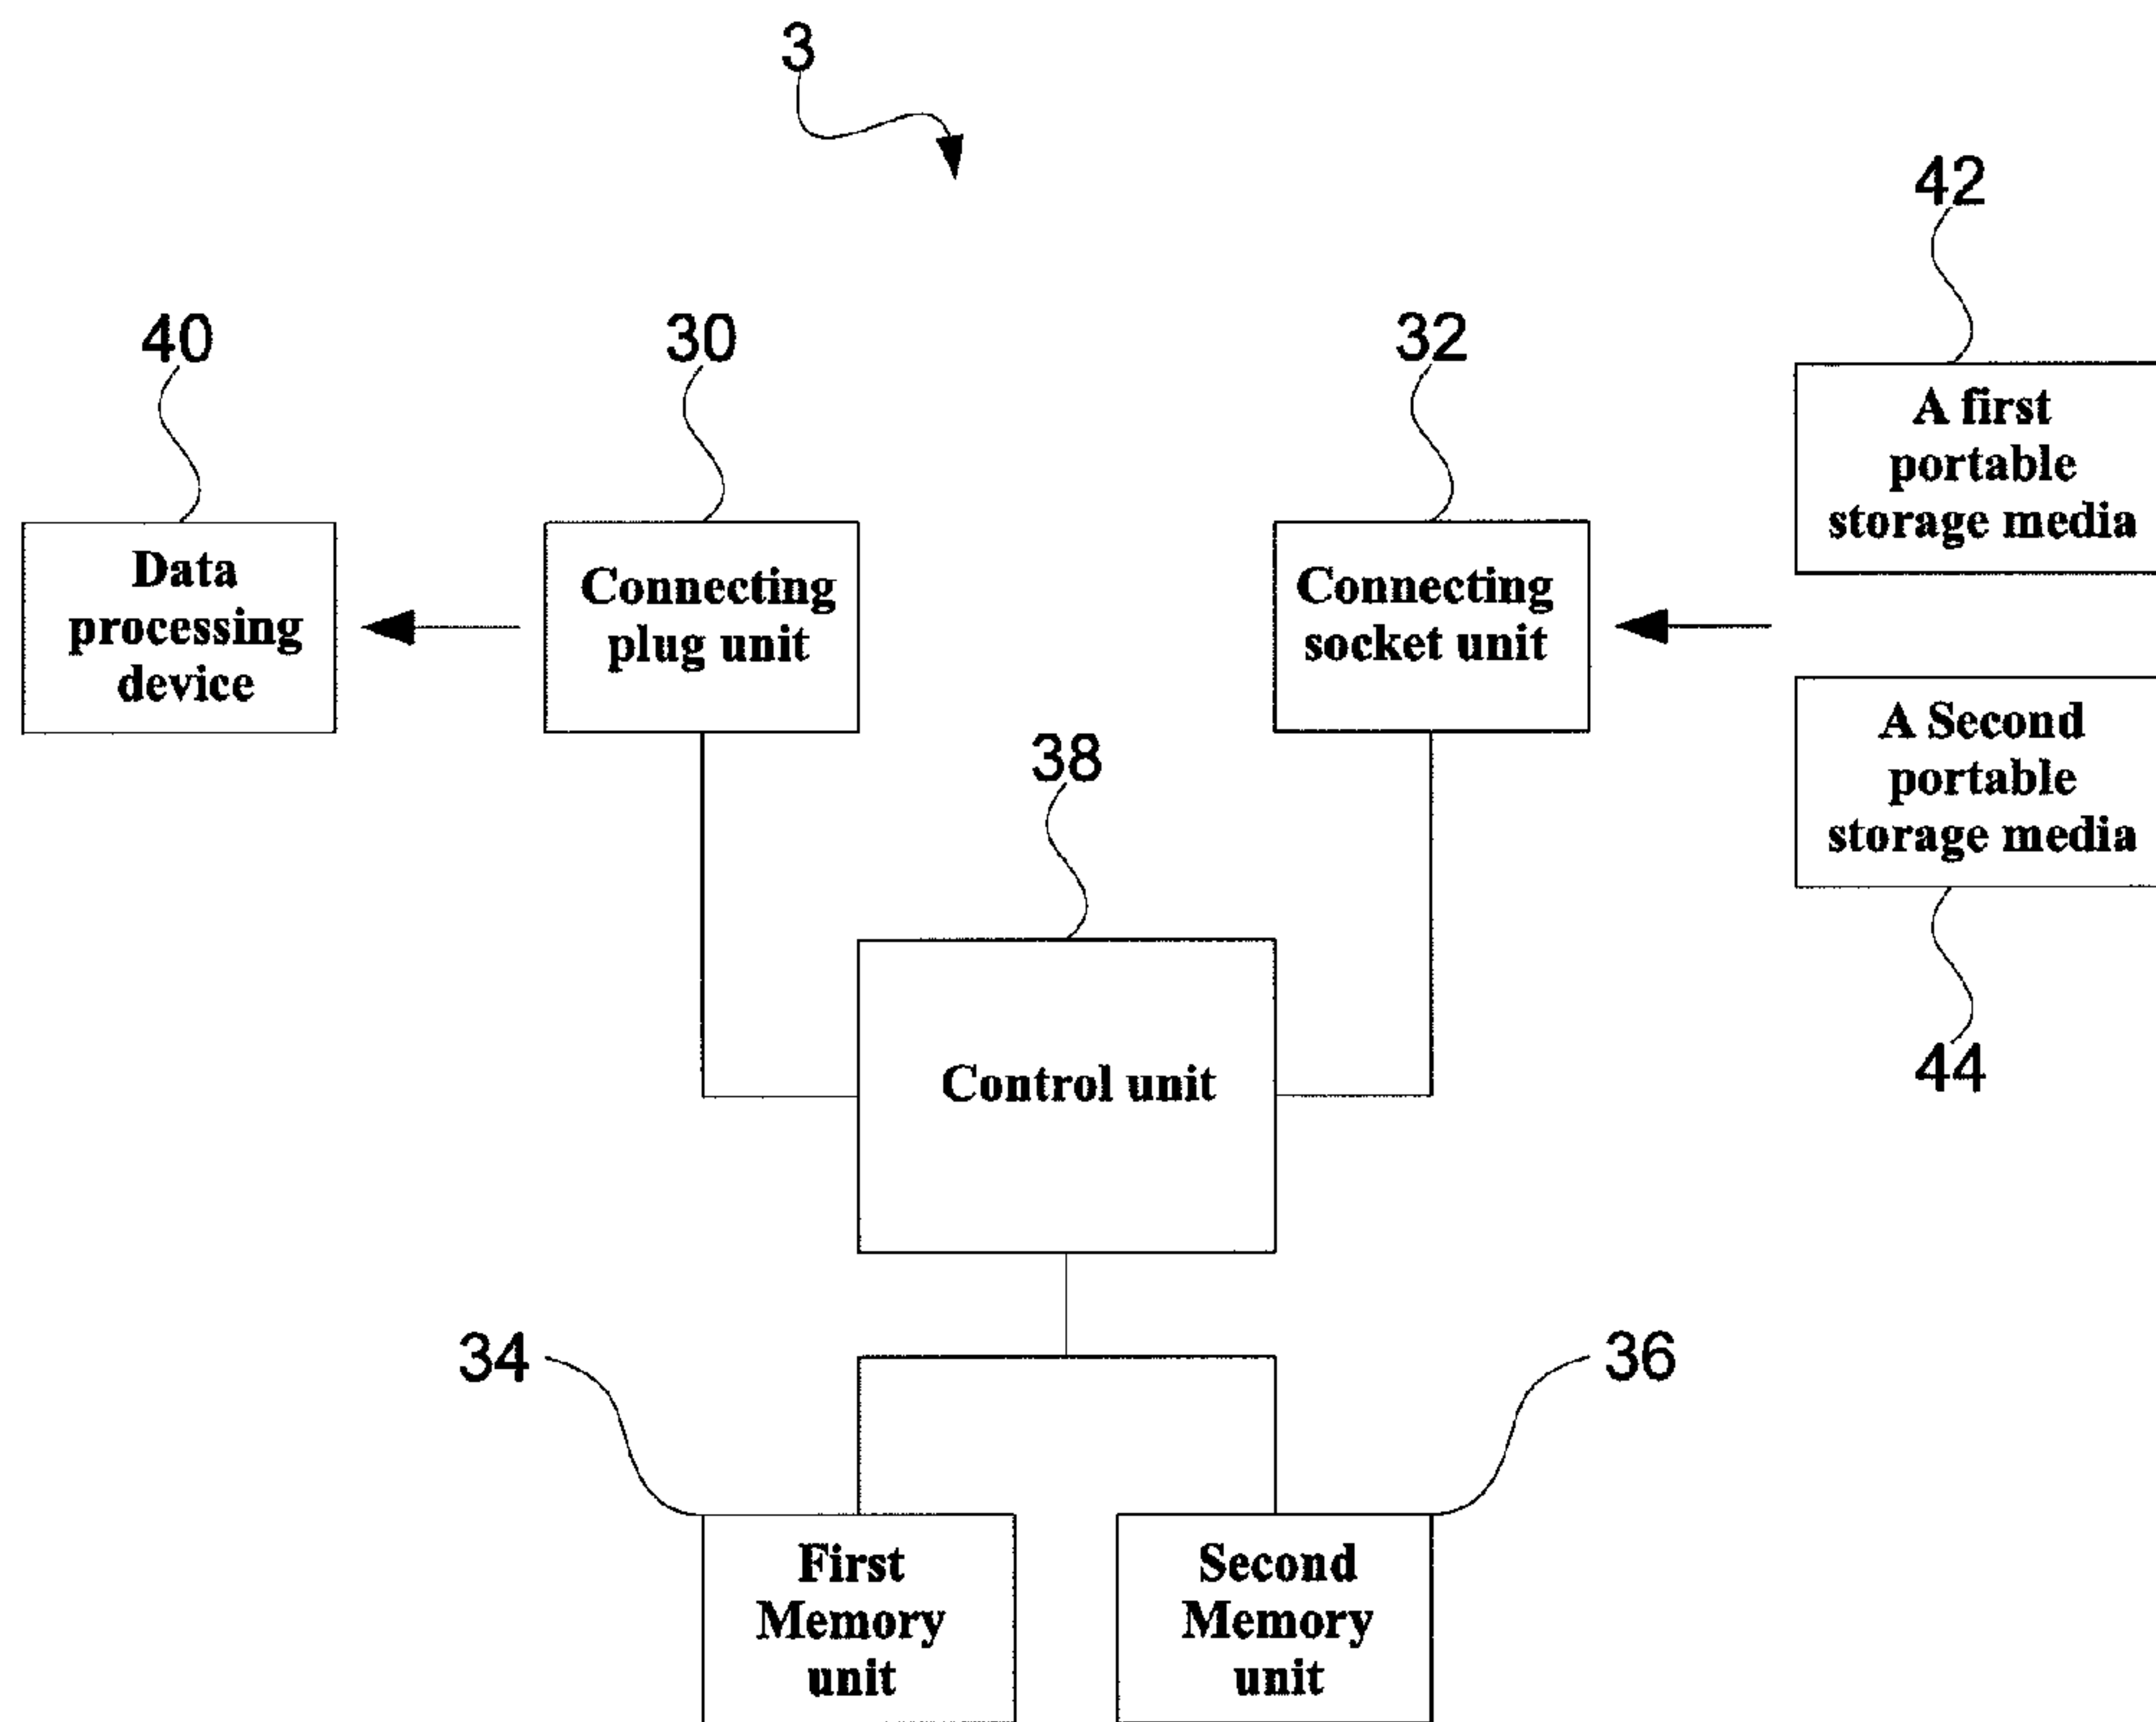 3
42
40
30
32
A first
portable
storage media
Data
processing
device
Connecting
plug unit
Connecting
socket unit
A Second
portable
storage media
38
44
Control unit
34
36
First
Memory
unit
Second
Memory
unit